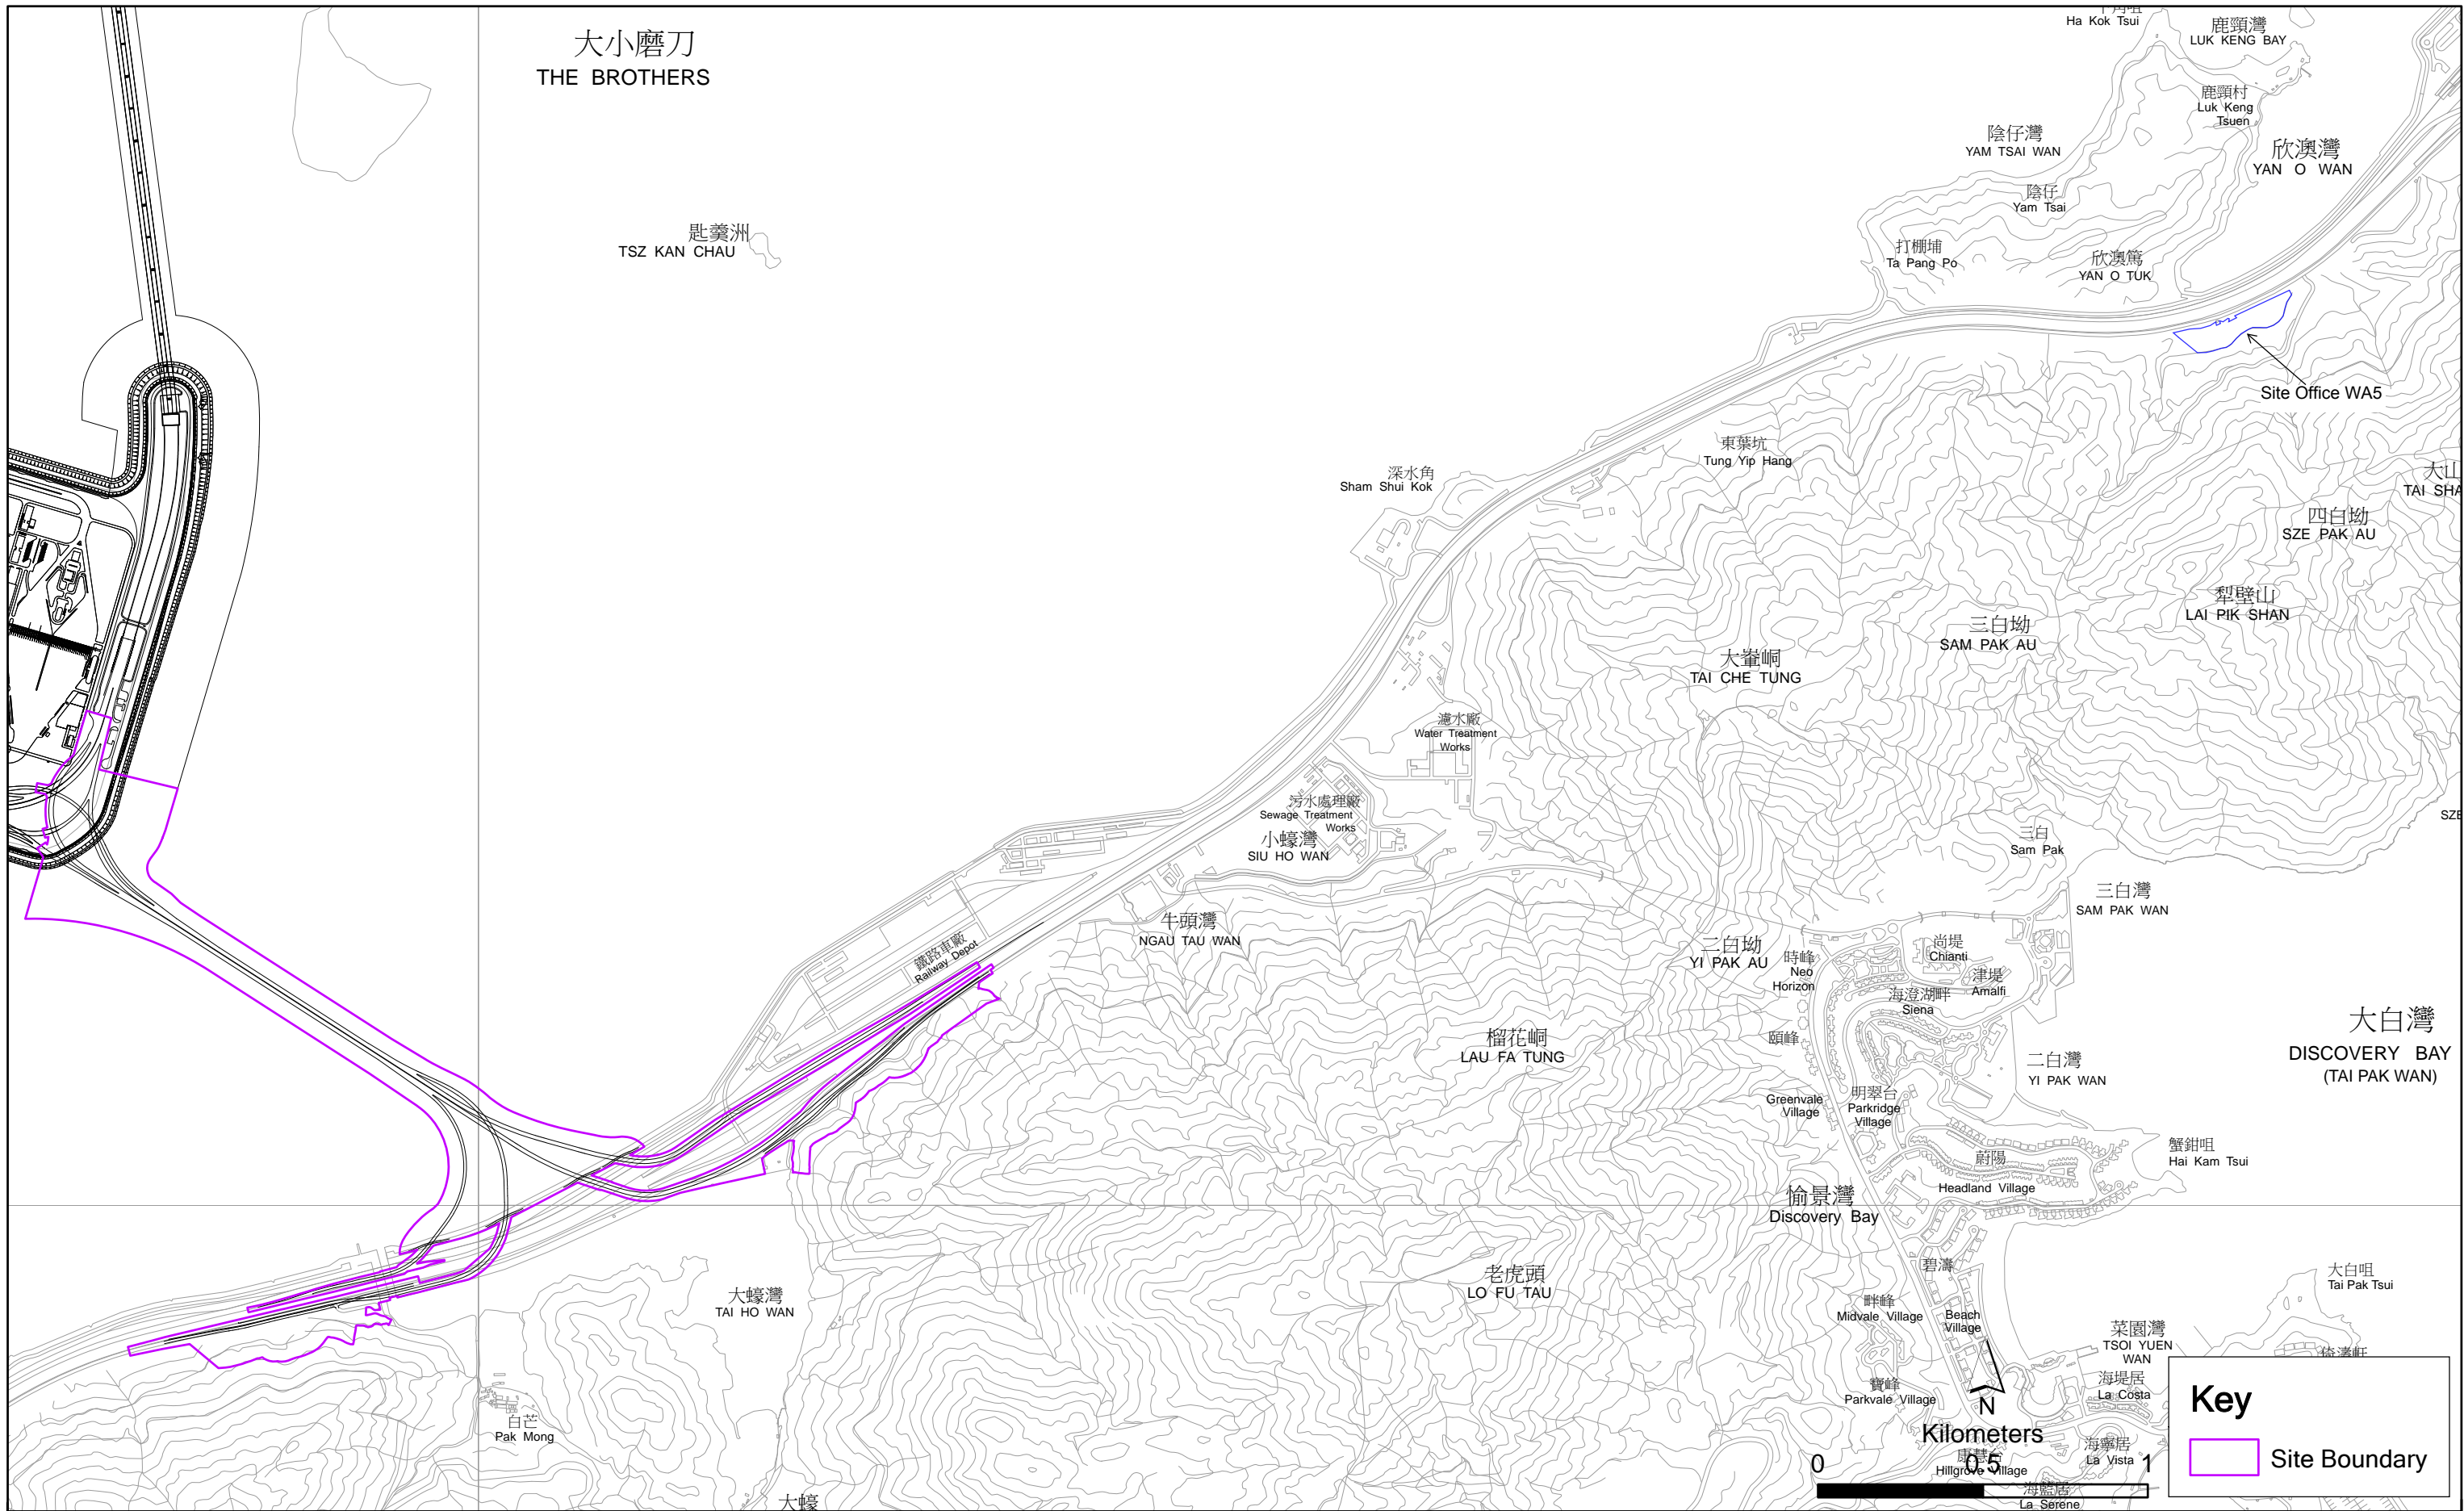 大小磨刀
THE BROTHERS
Ha Kok Tsui
鹿頸灣
LUK KENG BAY
鹿頸村
Luk Keng
Tsuen
陰仔灣
YAM TSAI WAN
欣澳灣
YAN O WAN
陰仔
Yam Tsai
匙羹洲
TSZ KAN CHAU
打棚埔
Ta Pang Po
欣澳篤
YAN O TUK
Site Office WA5
東葉坑
Tung Yip Hang
深水角
Sham Shui Kok
大山
TAI SHA
四白坳
SZE PAK AU
犁壁山
LAI PIK SHAN
三白坳
SAM PAK AU
大輋峒
TAI CHE TUNG
濾水廠
Water Treatment
Works
污水處理廠
Sewage Treatment
Works
小蠔灣
SIU HO WAN
SZE
三白
Sam Pak
三白灣
SAM PAK WAN
牛頭灣
NGAU TAU WAN
鐵路車廠
Railway Depot
二白坳
YI PAK AU
時峰
Neo
Horizon
尚堤
Chianti
津堤
Amalfi
海澄湖畔
Siena
榴花峒
LAU FA TUNG
頤峰
大白灣
DISCOVERY BAY
(TAI PAK WAN)
二白灣
YI PAK WAN
Greenvale
Village
明翠台
Parkridge
Village
蟹鉗咀
Hai Kam Tsui
蔚陽
Headland Village
愉景灣
Discovery Bay
碧濤
老虎頭
LO FU TAU
大白咀
Tai Pak Tsui
大蠔灣
TAI HO WAN
畔峰
Midvale Village
Beach
Village
菜園灣
TSOI YUEN
WAN
海堤居
La Costa
寶峰
Parkvale Village
白芒
Pak Mong
N
Kilometers
0 0.5 1
康慧台
Hillgrove Village
海寧居
La Vista
海藍居
La Serene
大蠔
Key
Site Boundary